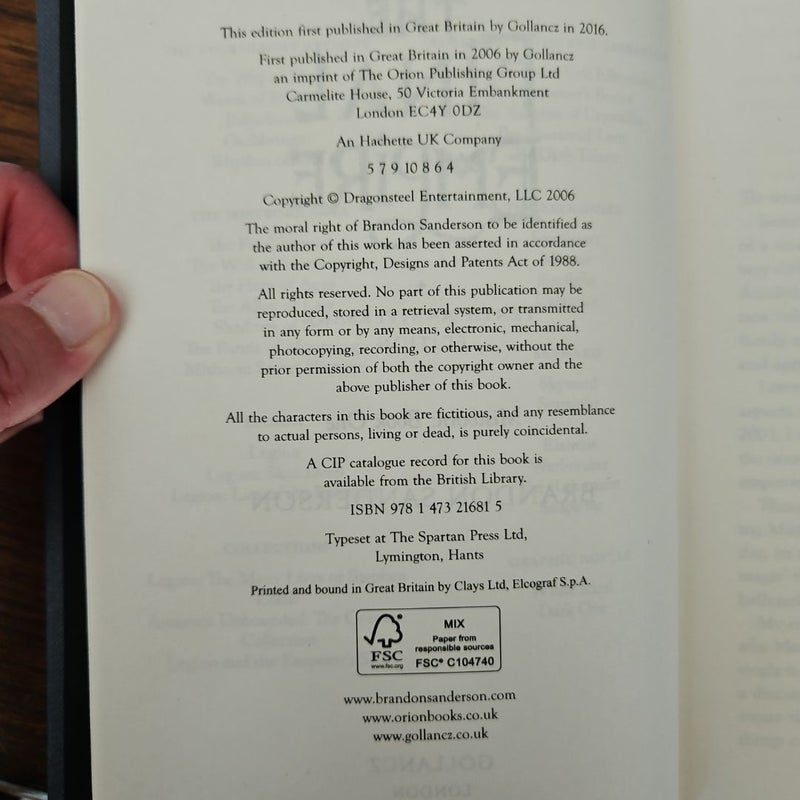 This edition first published in Great Britain by Gollancz in 2016.
First published in Great Britain in 2006 by Gollancz
an imprint of The Orion Publishing Group Ltd
Carmelite House, 50 Victoria Embankment
London EC4Y 0DZ
An Hachette UK Company
5 7 9 10 8 6 4
Copyright © Dragonsteel Entertainment, LLC 2006
The moral right of Brandon Sanderson to be identified as
the author of this work has been asserted in accordance
with the Copyright, Designs and Patents Act of 1988.
All rights reserved. No part of this publication may be
reproduced, stored in a retrieval system, or transmitted
in any form or by any means, electronic, mechanical,
photocopying, recording, or otherwise, without the
prior permission of both the copyright owner and the
above publisher of this book.
All the characters in this book are fictitious, and any resemblance
to actual persons, living or dead, is purely coincidental.
A CIP catalogue record for this book is
available from the British Library.
ISBN 978 1 473 21681 5
Typeset at The Spartan Press Ltd,
Lymington, Hants
Printed and bound in Great Britain by Clays Ltd, Elcograf S.p.A.
FSC
www.fsc.org
MIX
Paper from
responsible sources
FSC® C104740
www.brandonsanderson.com
www.orionbooks.co.uk
www.gollancz.co.uk